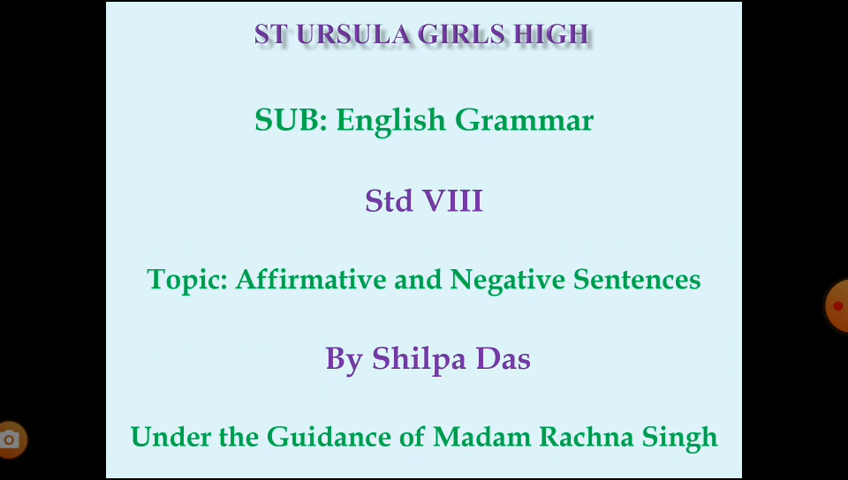 ST URSULA GIRLS HIGH
SUB: English Grammar
Std VIII
Topic: Affirmative and Negative Sentences
By Shilpa Das
Under the Guidance of Madam Rachna Singh